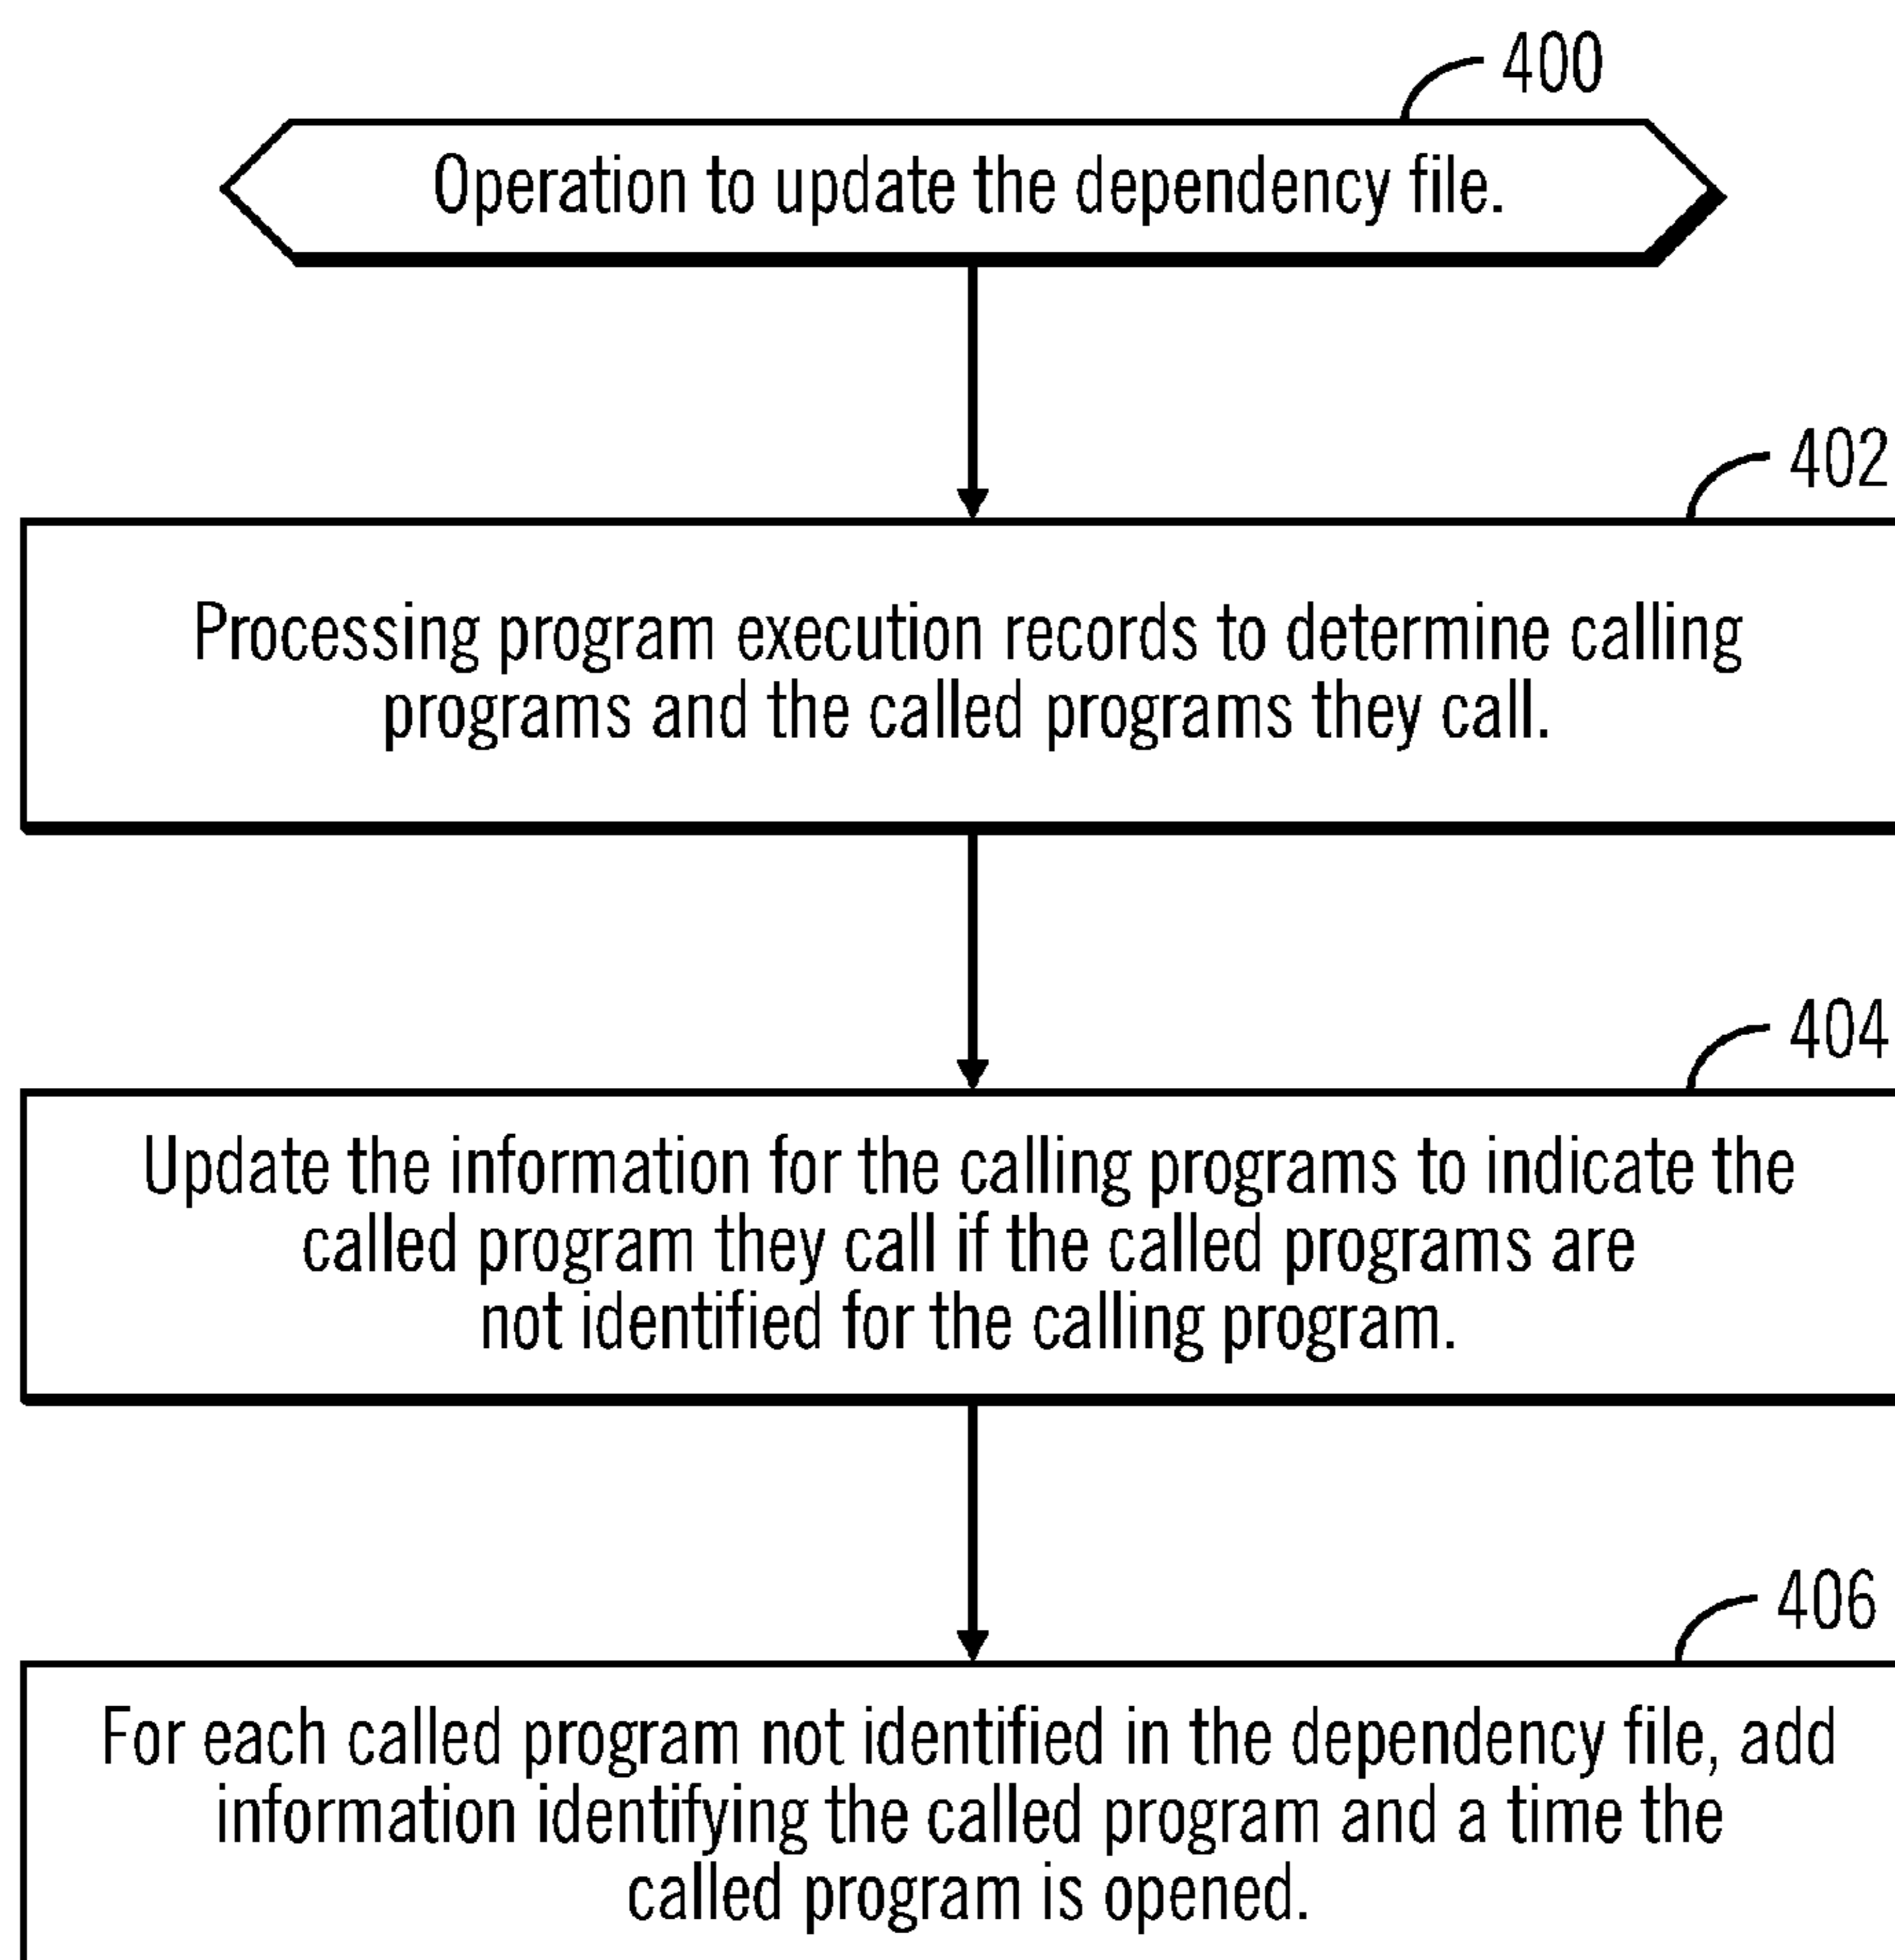 400
Operation to update the dependency file.
402
Processing program execution records to determine calling
programs and the called programs they call.
404
Update the information for the calling programs to indicate the
called program they call if the called programs are
not identified for the calling program.
406
For each called program not identified in the dependency file, add
information identifying the called program and a time the
called program is opened.